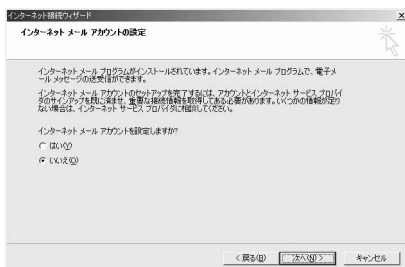 インターネット接続ウィザード
インターネット メール アカウントの設定
インターネット メール プログラムがインストールされています。インターネット メール プログラムで、電子メ
ール メッセージの送受信ができます。
インターネット メール アカウントのセットアップを完了するには、アカウントとインターネット サービス プロバイ
ダのサインアップを既に済ませ、重要な接続情報を取得してある必要があります。いくつかの情報が足り
ない場合は、インターネット サービス プロバイダに相談してください。
インターネット メール アカウントを設定しますか?
はい(Y)
いいえ(O)
< 戻る(B)
次へ(N) >
キャンセル